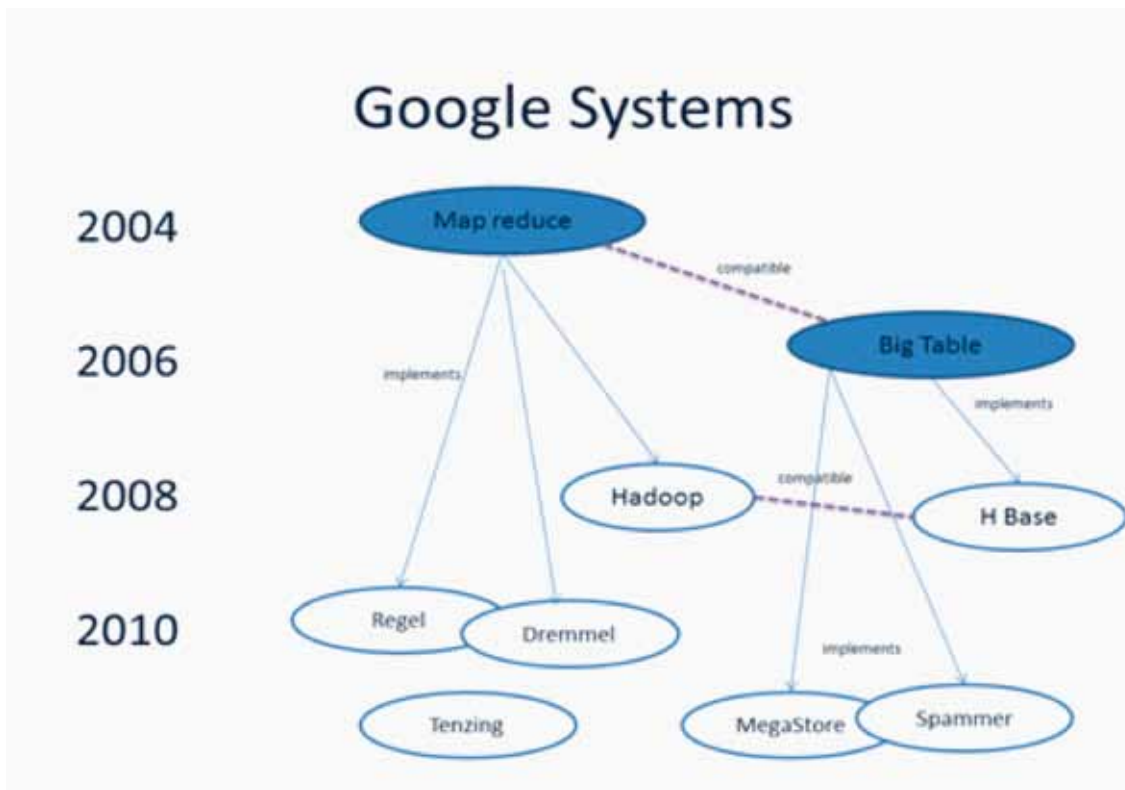 Google Systems
2004
Map reduce
compatible
2006
Big Table
implements
implements
2008
Hadoop
compatible
H Base
2010
Regel
Dremmel
implements
Tenzing
MegaStore
Spammer